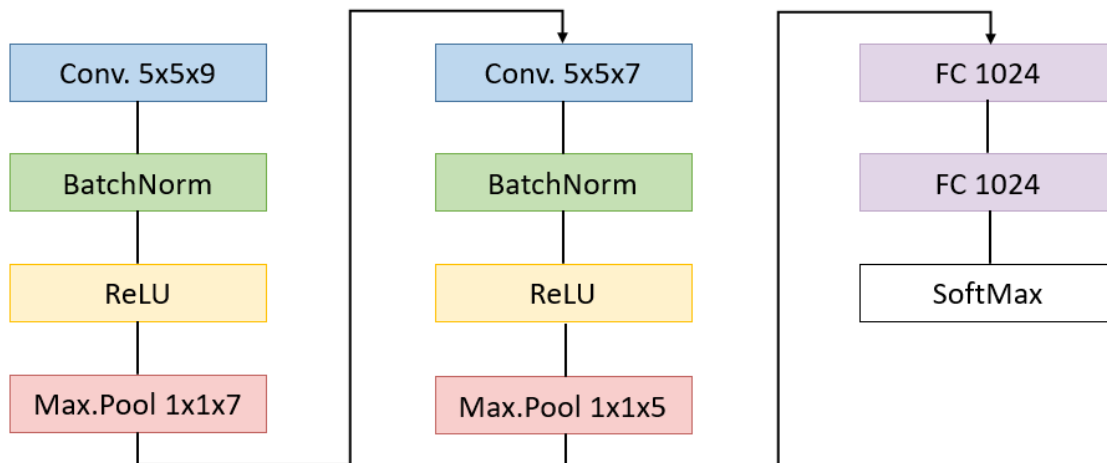 Conv. 5x5x9
BatchNorm
ReLU
Max.Pool 1x1x7
Conv. 5x5x7
BatchNorm
ReLU
Max.Pool 1x1x5
FC 1024
FC 1024
SoftMax